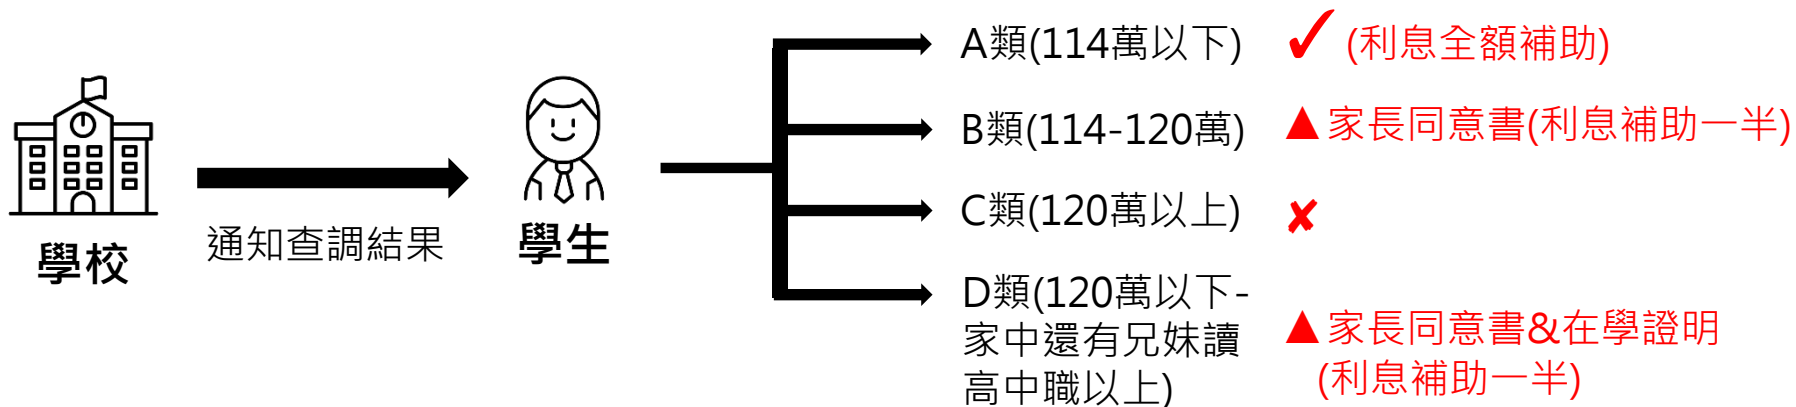 學校
通知查調結果
學生
A類(114萬以下)
✓(利息全額補助)
B類(114-120萬)
▲家長同意書(利息補助一半)
C類(120萬以上)
✘
D類(120萬以下-
家中還有兄妹讀
高中職以上)
▲家長同意書&在學證明
(利息補助一半)